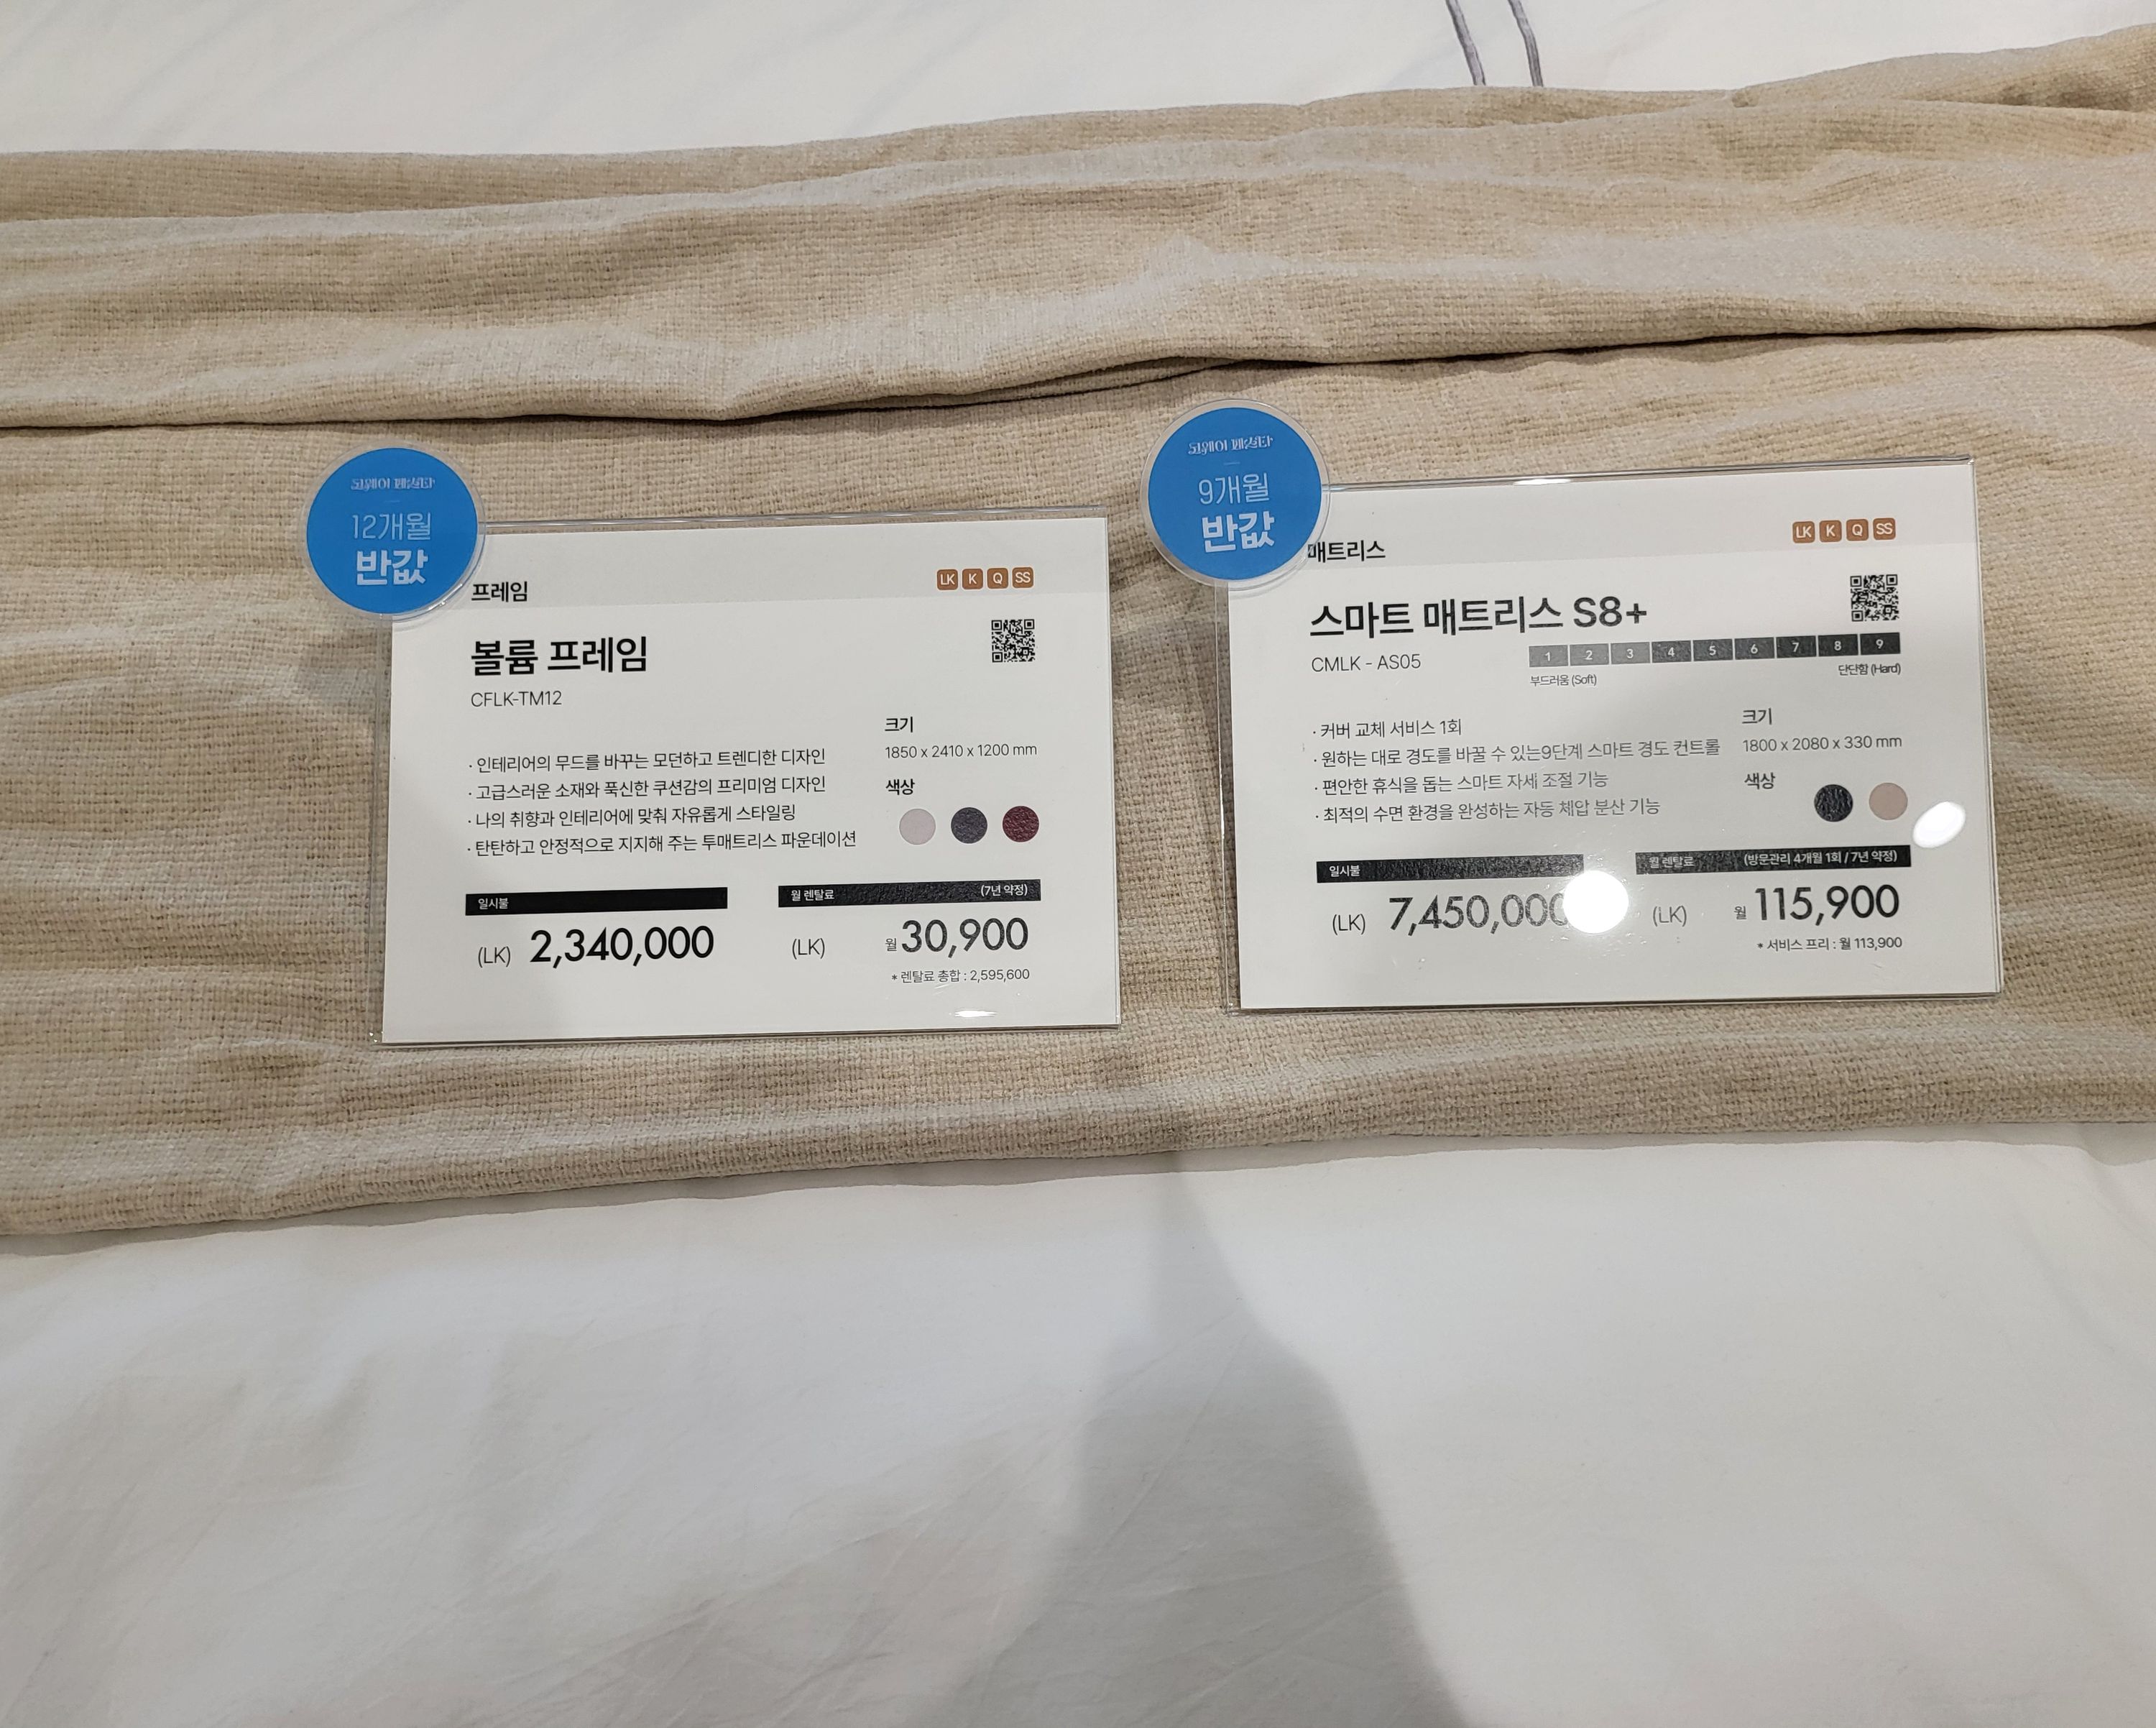 코웨이 페스타
12개월
반값
프레임
LK K Q SS
볼륨 프레임
CFLK-TM12
· 인테리어의 무드를 바꾸는 모던하고 트렌디한 디자인
· 고급스러운 소재와 푹신한 쿠션감의 프리미엄 디자인
· 나의 취향과 인테리어에 맞춰 자유롭게 스타일링
· 탄탄하고 안정적으로 지지해 주는 투매트리스 파운데이션
크기
1850 x 2410 x 1200 mm
색상
일시불
(LK) 2,340,000
월 렌탈료 (7년 약정)
(LK) 월 30,900
* 렌탈료 총합 : 2,595,600
코웨이 페스타
9개월
반값
매트리스
LK K Q SS
스마트 매트리스 S8+
CMLK - AS05
1 2 3 4 5 6 7 8 9
부드러움 (Soft) 단단함 (Hard)
· 커버 교체 서비스 1회
· 원하는 대로 경도를 바꿀 수 있는9단계 스마트 경도 컨트롤
· 편안한 휴식을 돕는 스마트 자세 조절 기능
· 최적의 수면 환경을 완성하는 자동 체압 분산 기능
크기
1800 x 2080 x 330 mm
색상
일시불
(LK) 7,450,000
월 렌탈료 (방문관리 4개월 1회 / 7년 약정)
(LK) 월 115,900
* 서비스 프리 : 월 113,900